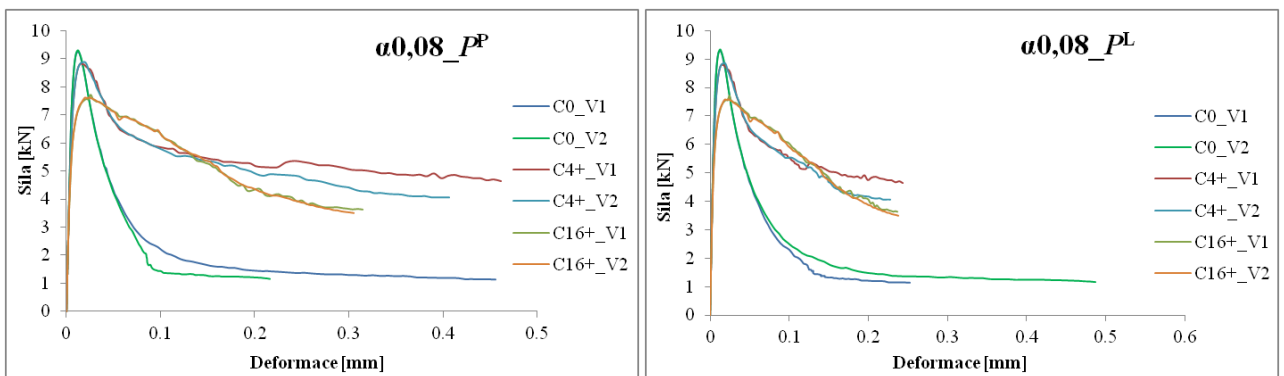 α0,08_PP
Síla [kN]
10
9
8
7
6
5
4
3
2
1
0
0
0.1
0.2
0.3
0.4
0.5
Deformace [mm]
C0_V1
C0_V2
C4+_V1
C4+_V2
C16+_V1
C16+_V2
α0,08_PL
Síla [kN]
10
9
8
7
6
5
4
3
2
1
0
0
0.1
0.2
0.3
0.4
0.5
0.6
Deformace [mm]
C0_V1
C0_V2
C4+_V1
C4+_V2
C16+_V1
C16+_V2